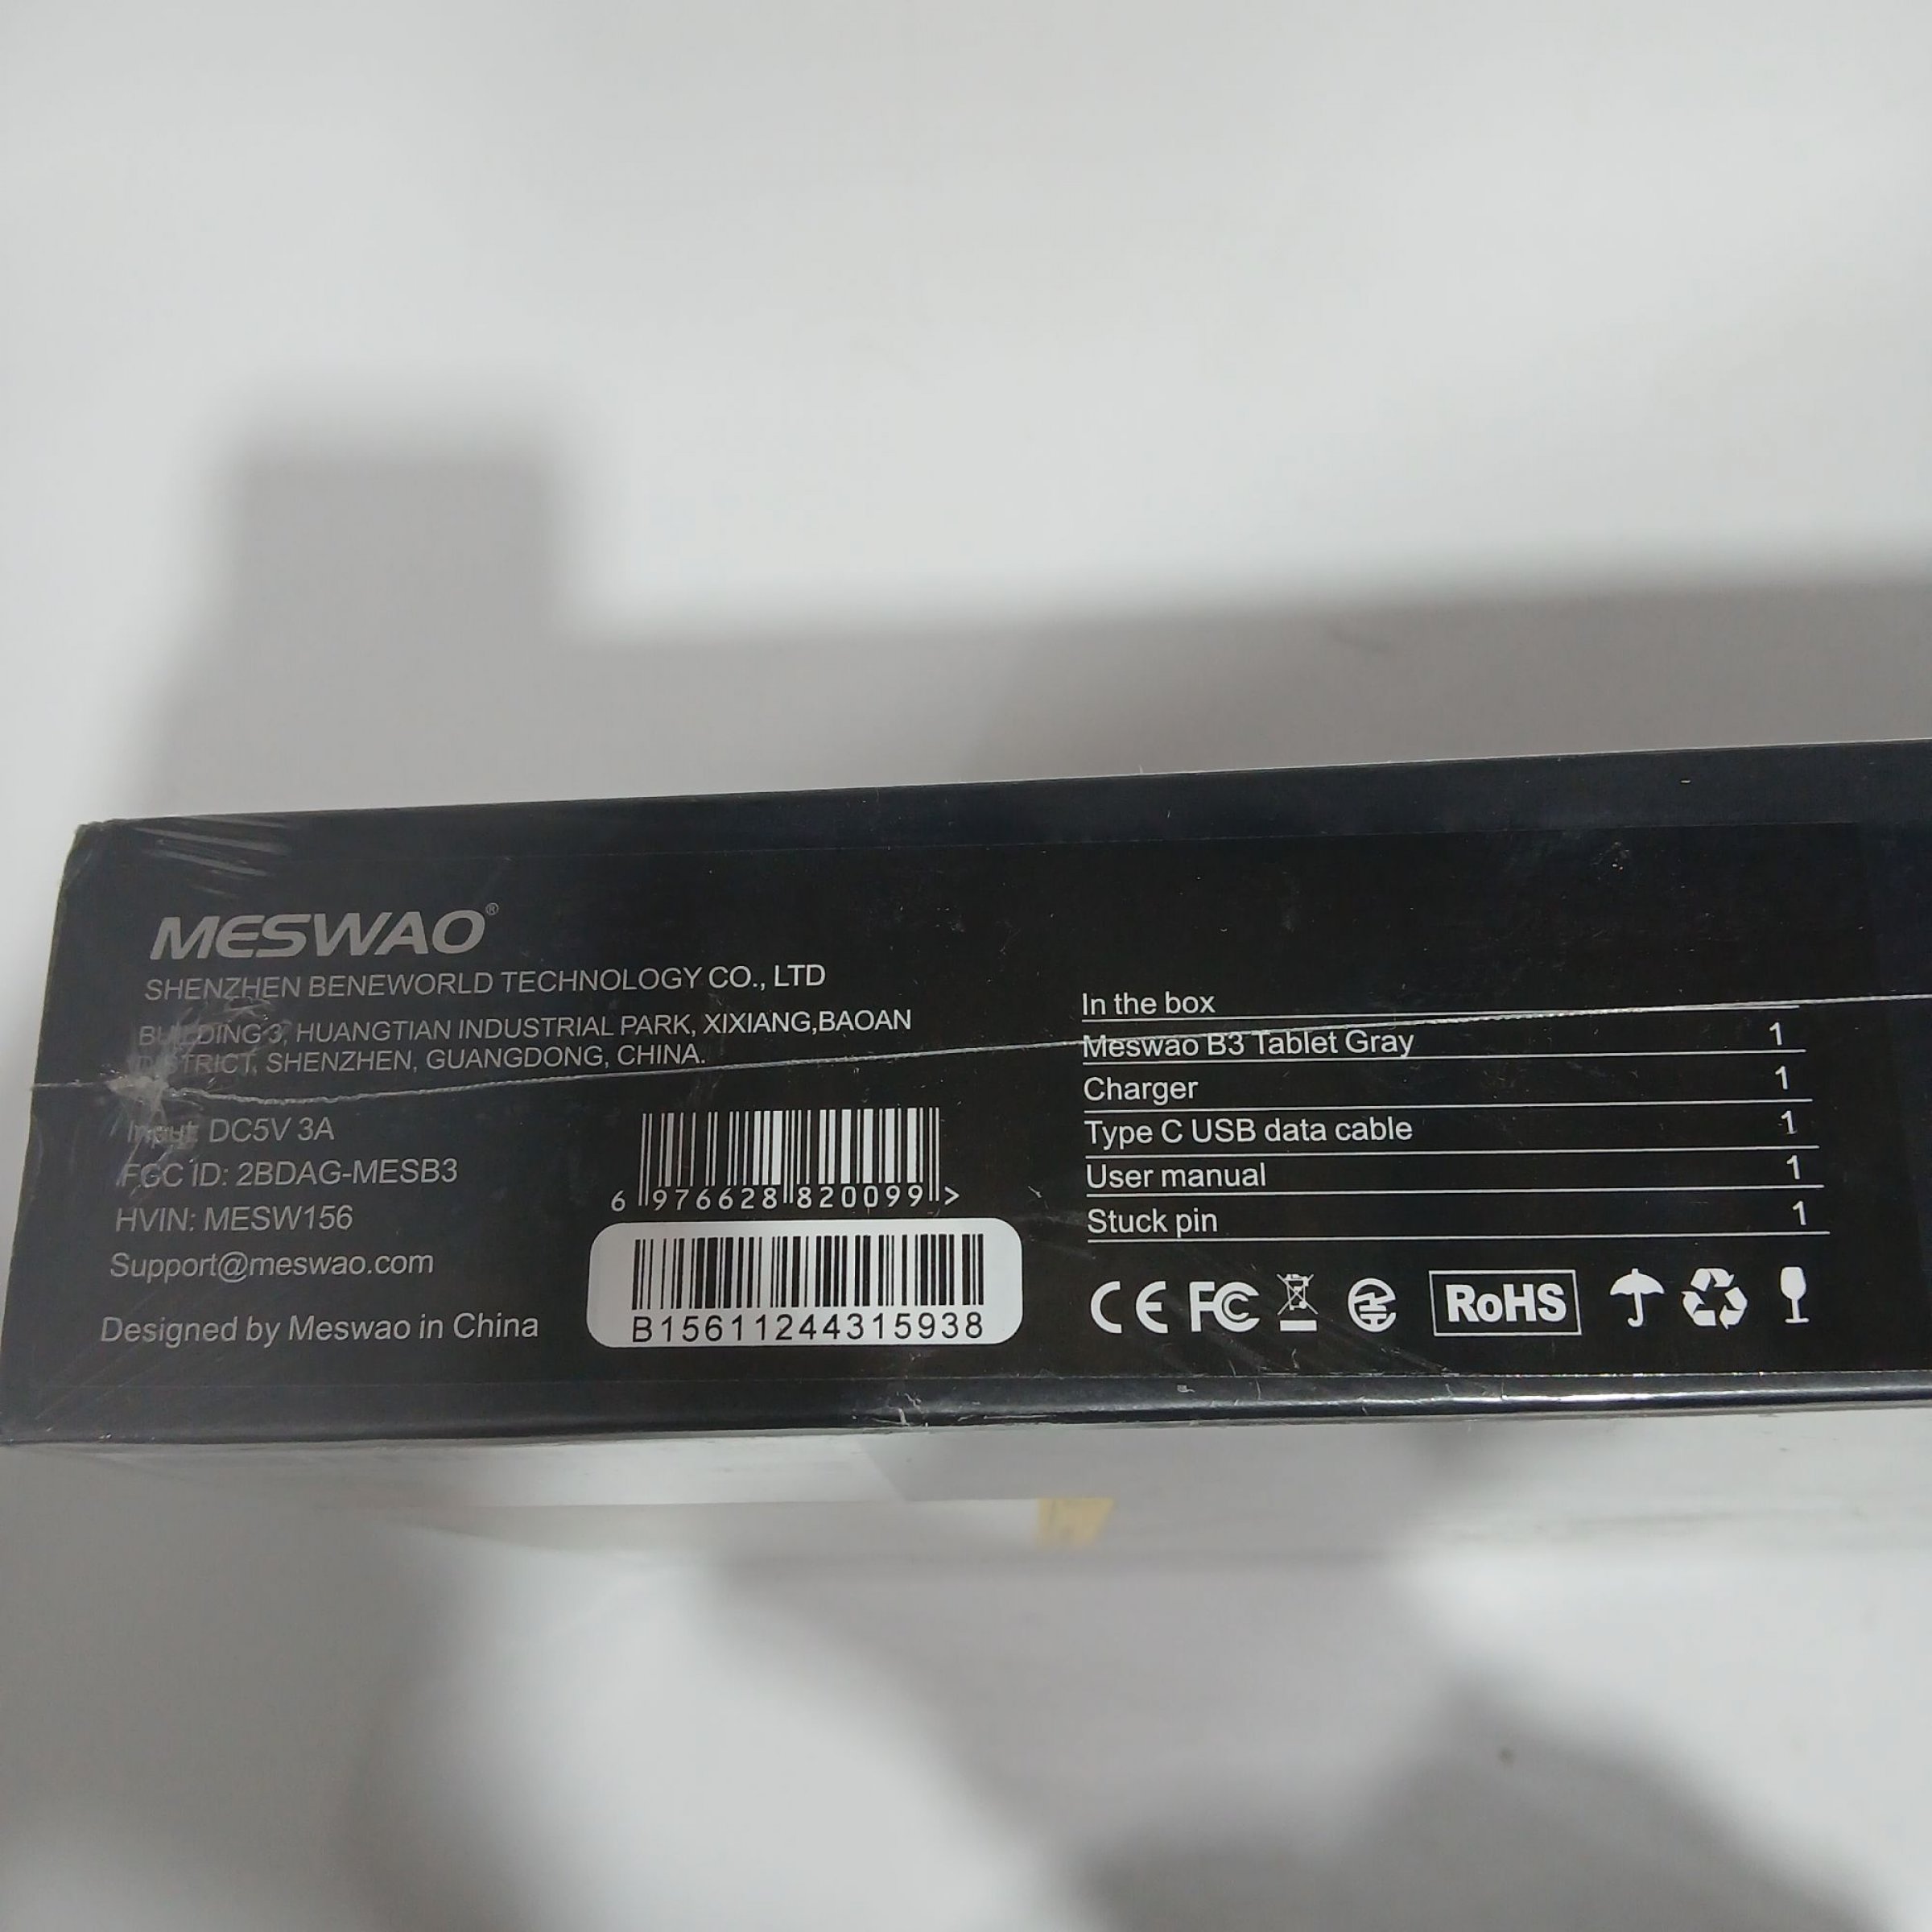 MESWAO®
SHENZHEN BENEWORLD TECHNOLOGY CO., LTD
BUILDING 3, HUANGTIAN INDUSTRIAL PARK, XIXIANG,BAOAN
DISTRICT, SHENZHEN, GUANGDONG, CHINA.
Input: DC5V 3A
FCC ID: 2BDAG-MESB3
HVIN: MESW156
Support@meswao.com
Designed by Meswao in China
6 976628 820099 >
B15611244315938
In the box
Meswao B3 Tablet Gray 1
Charger 1
Type C USB data cable 1
User manual 1
Stuck pin 1
CE FC RoHS